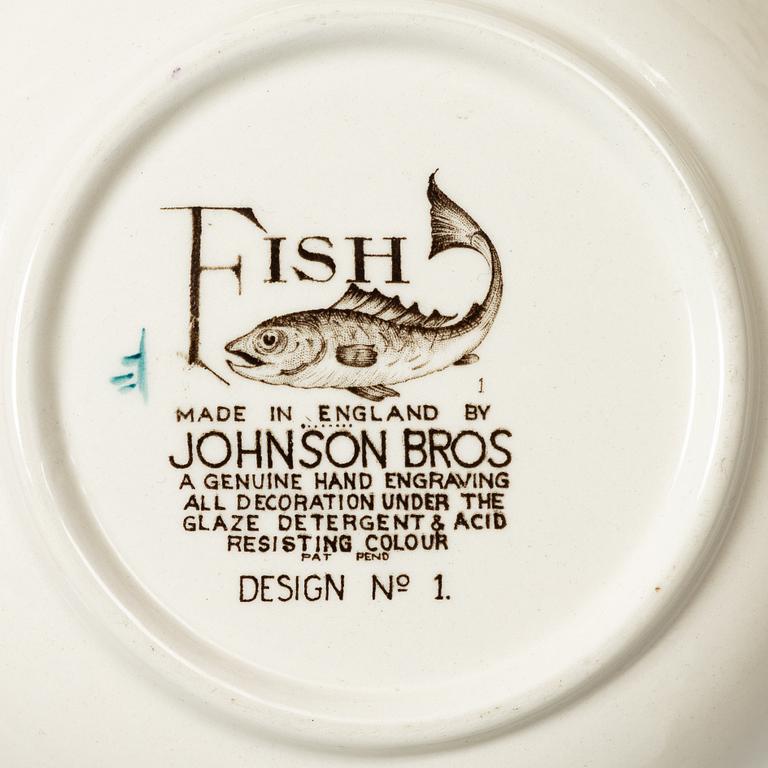 FISH
1
MADE IN ENGLAND BY
JOHNSON BROS
A GENUINE HAND ENGRAVING
ALL DECORATION UNDER THE
GLAZE DETERGENT & ACID
RESISTING COLOUR
PAT PEND
DESIGN Nº 1.